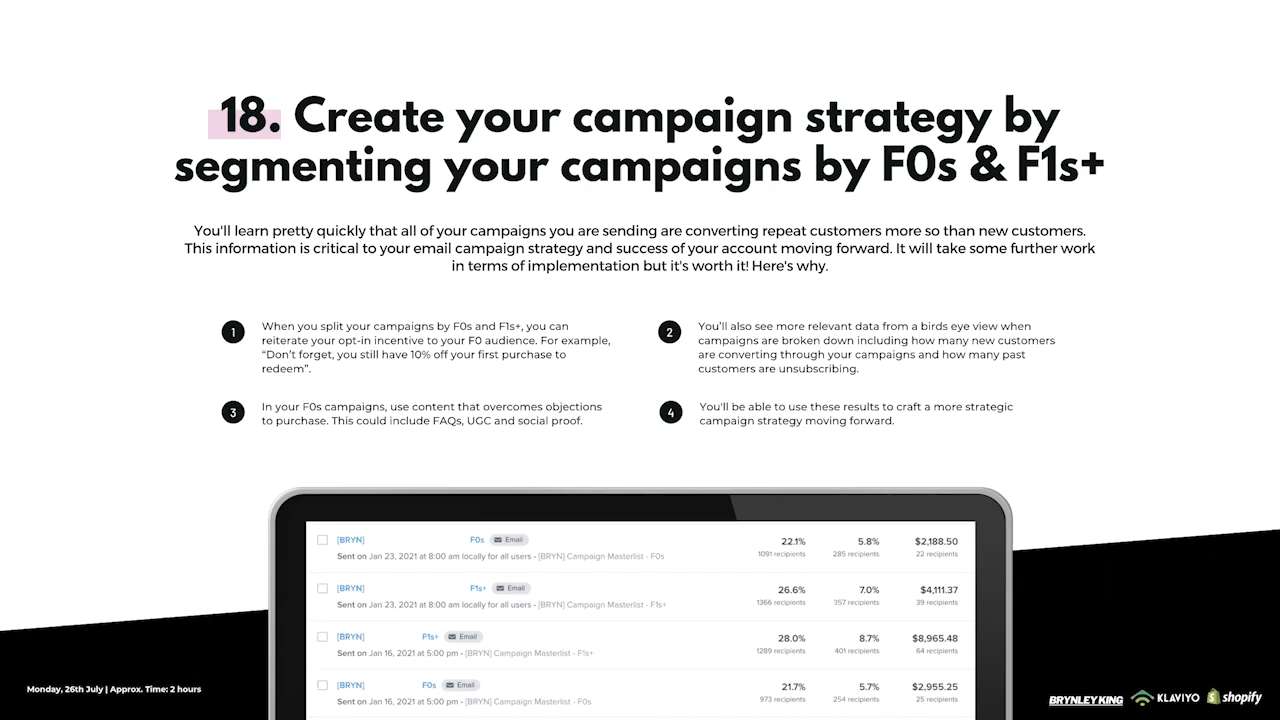 18. Create your campaign strategy by
segmenting your campaigns by F0s & F1s+
You'll learn pretty quickly that all of your campaigns you are sending are converting repeat customers more so than new customers.
This information is critical to your email campaign strategy and success of your account moving forward. It will take some further work
in terms of implementation but it's worth it! Here's why.
1
When you split your campaigns by F0s and F1s+, you can
reiterate your opt-in incentive to your F0 audience. For example,
“Don’t forget, you still have 10% off your first purchase to
redeem”.
2
You’ll also see more relevant data from a birds eye view when
campaigns are broken down including how many new customers
are converting through your campaigns and how many past
customers are unsubscribing.
3
In your F0s campaigns, use content that overcomes objections
to purchase. This could include FAQs, UGC and social proof.
4
You'll be able to use these results to craft a more strategic
campaign strategy moving forward.
[BRYN] F0s Email 22.1% 5.8% $2,188.50
Sent on Jan 23, 2021 at 8:00 am locally for all users - [BRYN] Campaign Masterlist - F0s 1091 recipients 285 recipients 22 recipients
[BRYN] F1s+ Email 26.6% 7.0% $4,111.37
Sent on Jan 23, 2021 at 8:00 am locally for all users - [BRYN] Campaign Masterlist - F1s+ 1366 recipients 357 recipients 39 recipients
[BRYN] F1s+ Email 28.0% 8.7% $8,965.48
Sent on Jan 16, 2021 at 5:00 pm - [BRYN] Campaign Masterlist - F1s+ 1289 recipients 401 recipients 64 recipients
[BRYN] F0s Email 21.7% 5.7% $2,955.25
Sent on Jan 16, 2021 at 5:00 pm - [BRYN] Campaign Masterlist - F0s 973 recipients 254 recipients 25 recipients
Monday, 26th July | Approx. Time: 2 hours
BRYNLEY KING KLAVIYO shopify